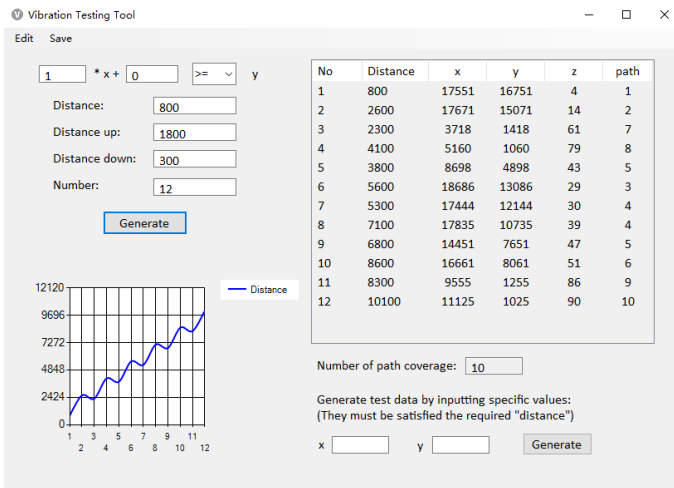 V Vibration Testing Tool
Edit Save
1 * x + 0 >= y
Distance: 800
Distance up: 1800
Distance down: 300
Number: 12
Generate
No Distance x y z path
1 800 17551 16751 4 1
2 2600 17671 15071 14 2
3 2300 3718 1418 61 7
4 4100 5160 1060 79 8
5 3800 8698 4898 43 5
6 5600 18686 13086 29 3
7 5300 17444 12144 30 4
8 7100 17835 10735 39 4
9 6800 14451 7651 47 5
10 8600 16661 8061 51 6
11 8300 9555 1255 86 9
12 10100 11125 1025 90 10
Distance
12120
9696
7272
4848
2424
0
1 3 5 7 9 11
2 4 6 8 10 12
Number of path coverage: 10
Generate test data by inputting specific values:
(They must be satisfied the required "distance")
x y Generate